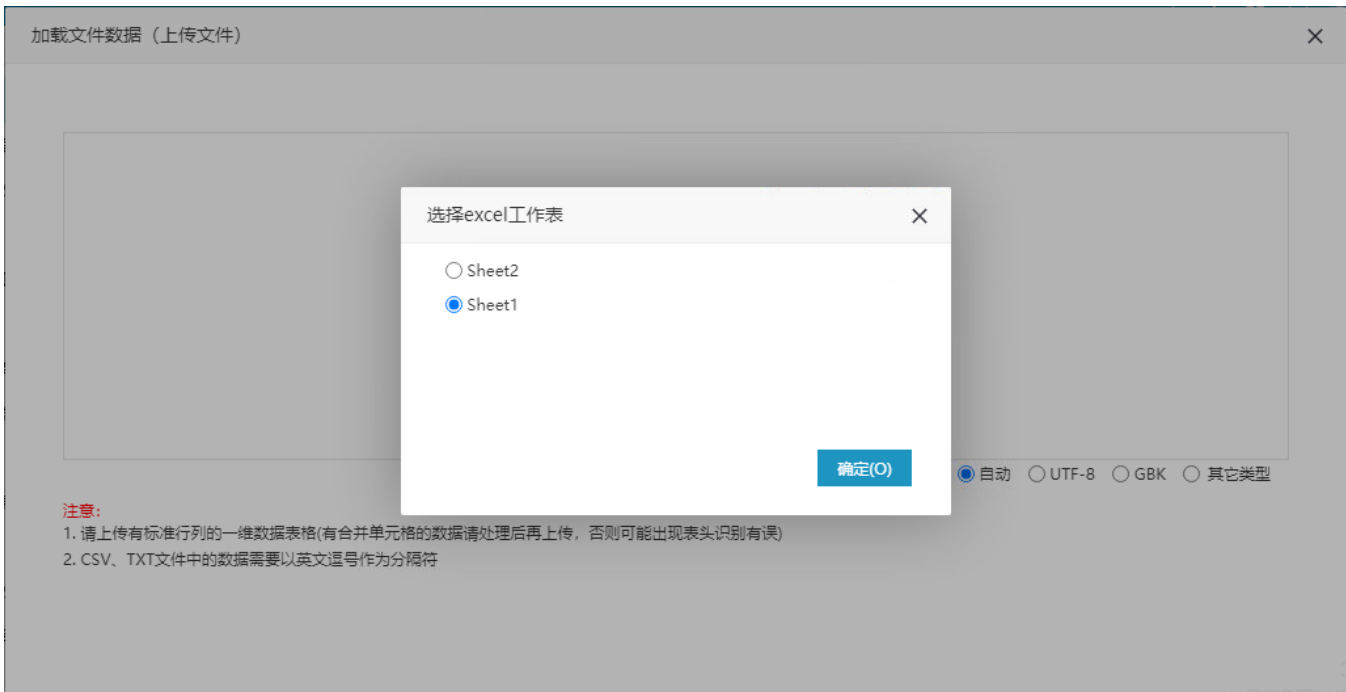 加载文件数据（上传文件）
选择excel工作表
Sheet2
Sheet1
确定(O)
自动 UTF-8 GBK 其它类型
注意:
1. 请上传有标准行列的一维数据表格(有合并单元格的数据请处理后再上传，否则可能出现表头识别有误)
2. CSV、TXT文件中的数据需要以英文逗号作为分隔符